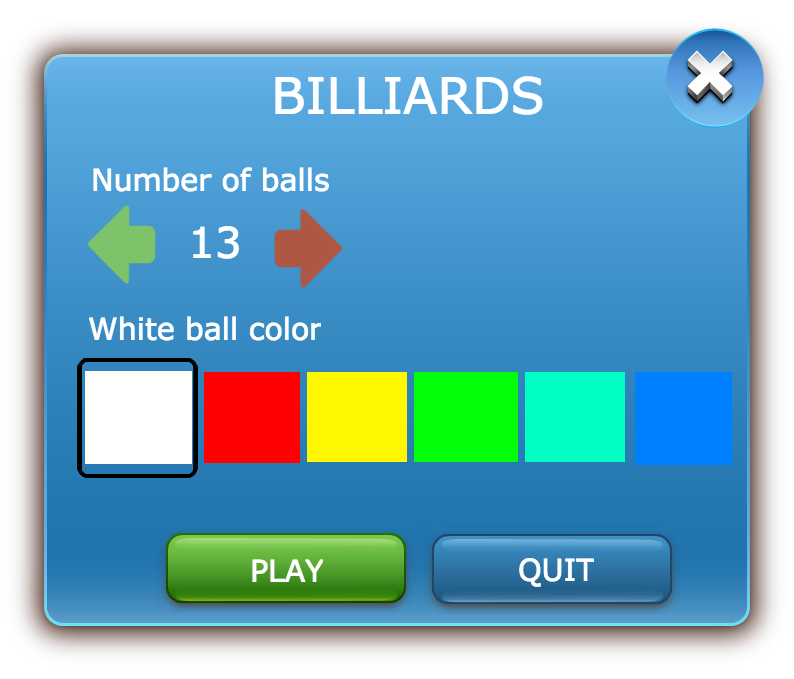 BILLIARDS
Number of balls
13
White ball color
PLAY
QUIT